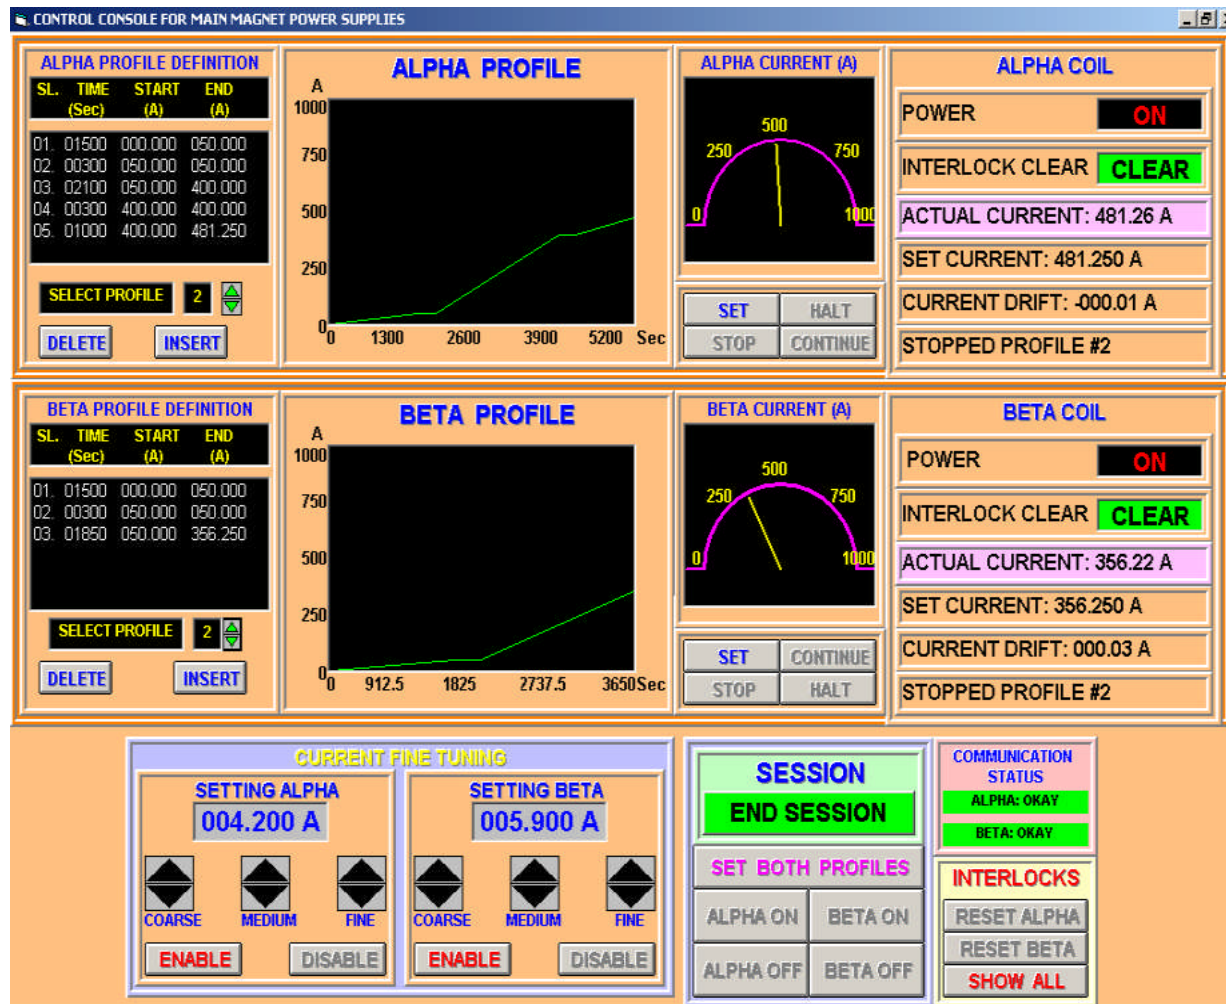 CONTROL CONSOLE FOR MAIN MAGNET POWER SUPPLIES
ALPHA PROFILE DEFINITION
SL. TIME START END
(Sec) (A) (A)
01. 01500 000.000 050.000
02. 00300 050.000 050.000
03. 02100 050.000 400.000
04. 00300 400.000 400.000
05. 01000 400.000 481.250
SELECT PROFILE 2
DELETE INSERT
ALPHA PROFILE
A
1000
750
500
250
0
0 1300 2600 3900 5200 Sec
ALPHA CURRENT (A)
500
250 750
0 1000
SET HALT
STOP CONTINUE
ALPHA COIL
POWER ON
INTERLOCK CLEAR CLEAR
ACTUAL CURRENT: 481.26 A
SET CURRENT: 481.250 A
CURRENT DRIFT: -000.01 A
STOPPED PROFILE #2
BETA PROFILE DEFINITION
SL. TIME START END
(Sec) (A) (A)
01. 01500 000.000 050.000
02. 00300 050.000 050.000
03. 01850 050.000 356.250
SELECT PROFILE 2
DELETE INSERT
BETA PROFILE
A
1000
750
500
250
0
0 912.5 1825 2737.5 3650Sec
BETA CURRENT (A)
500
250 750
0 1000
SET CONTINUE
STOP HALT
BETA COIL
POWER ON
INTERLOCK CLEAR CLEAR
ACTUAL CURRENT: 356.22 A
SET CURRENT: 356.250 A
CURRENT DRIFT: 000.03 A
STOPPED PROFILE #2
CURRENT FINE TUNING
SETTING ALPHA
004.200 A
COARSE MEDIUM FINE
ENABLE DISABLE
SETTING BETA
005.900 A
COARSE MEDIUM FINE
ENABLE DISABLE
SESSION
END SESSION
SET BOTH PROFILES
ALPHA ON BETA ON
ALPHA OFF BETA OFF
COMMUNICATION
STATUS
ALPHA: OKAY
BETA: OKAY
INTERLOCKS
RESET ALPHA
RESET BETA
SHOW ALL